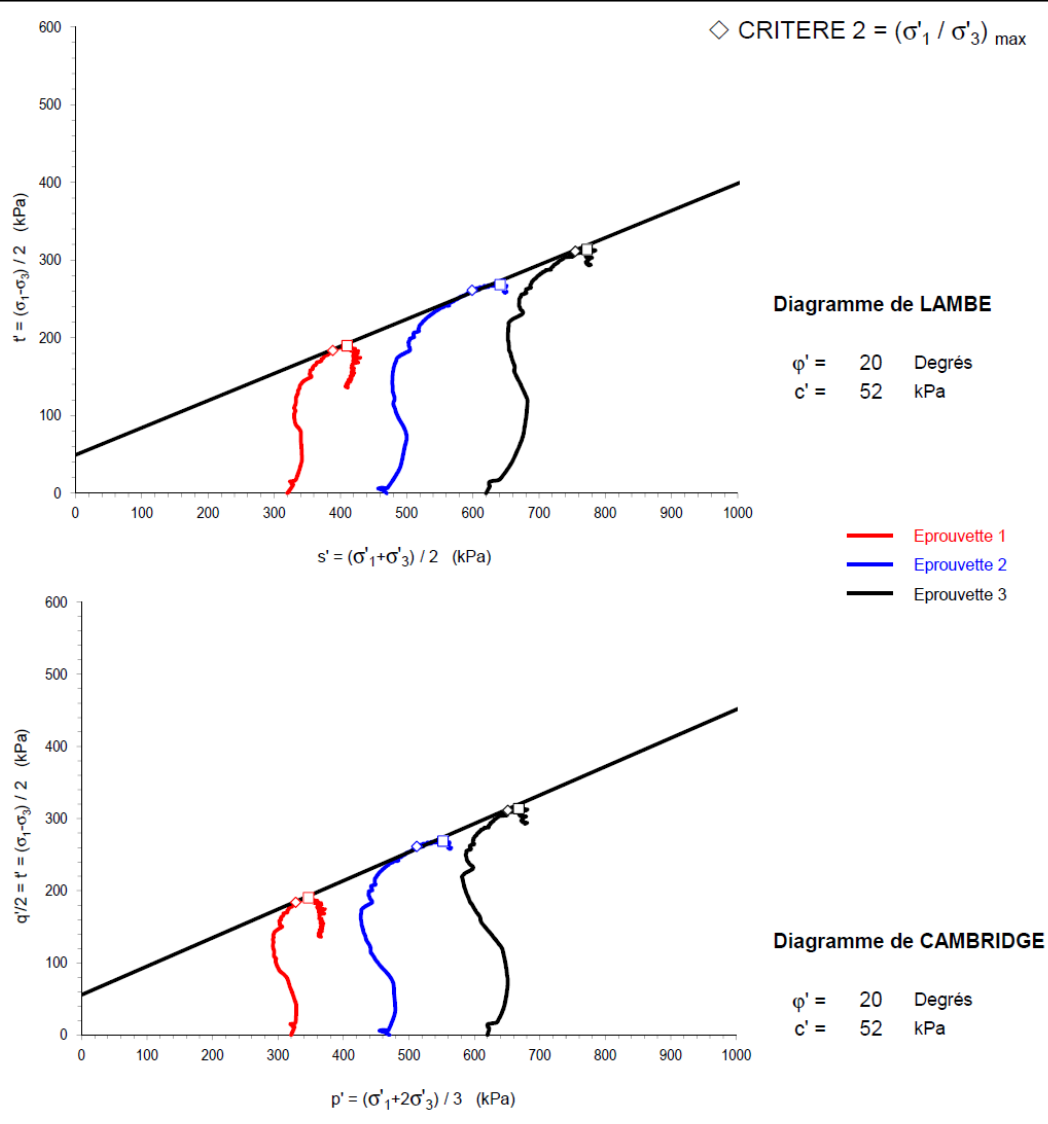 ◇ CRITERE 2 = (σ'1 / σ'3) max
600
500
400
300
200
100
0
t' = (σ1-σ3) / 2 (kPa)
0 100 200 300 400 500 600 700 800 900 1000
s' = (σ'1+σ'3) / 2 (kPa)
Diagramme de LAMBE
φ' = 20 Degrés
c' = 52 kPa
Eprouvette 1
Eprouvette 2
Eprouvette 3
600
500
400
300
200
100
0
q'/2 = t' = (σ1-σ3) / 2 (kPa)
0 100 200 300 400 500 600 700 800 900 1000
p' = (σ'1+2σ'3) / 3 (kPa)
Diagramme de CAMBRIDGE
φ' = 20 Degrés
c' = 52 kPa